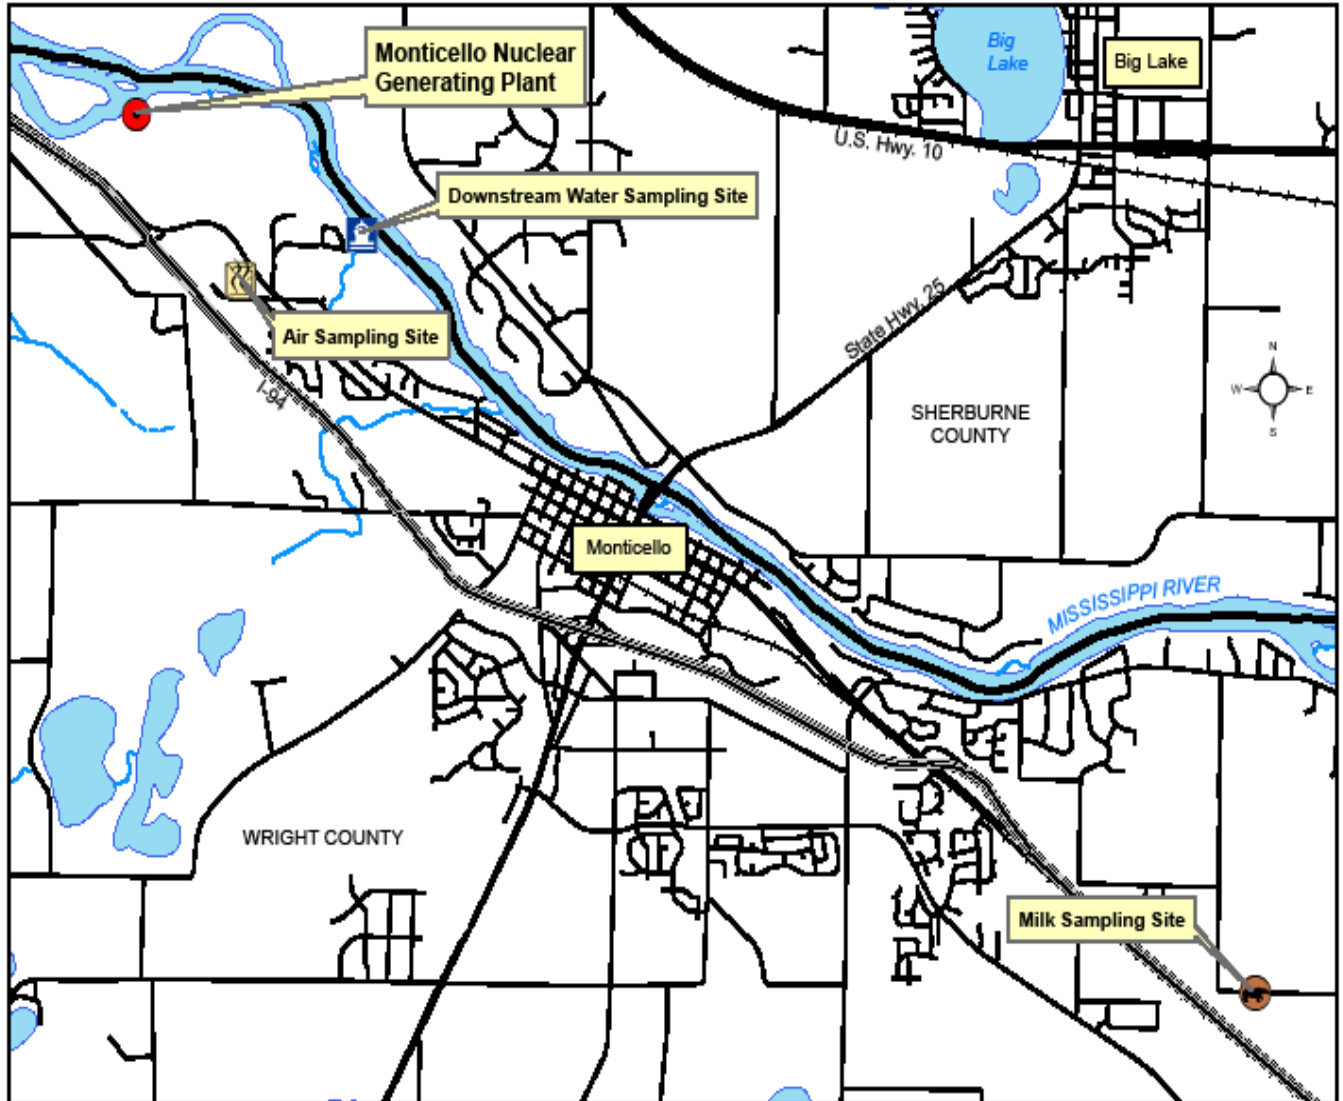 Monticello Nuclear
Generating Plant
Big
Lake
Big Lake
U.S. Hwy. 10
Downstream Water Sampling Site
State Hwy. 25
Air Sampling Site
I-94
N
W
E
S
SHERBURNE
COUNTY
Monticello
MISSISSIPPI RIVER
WRIGHT COUNTY
Milk Sampling Site